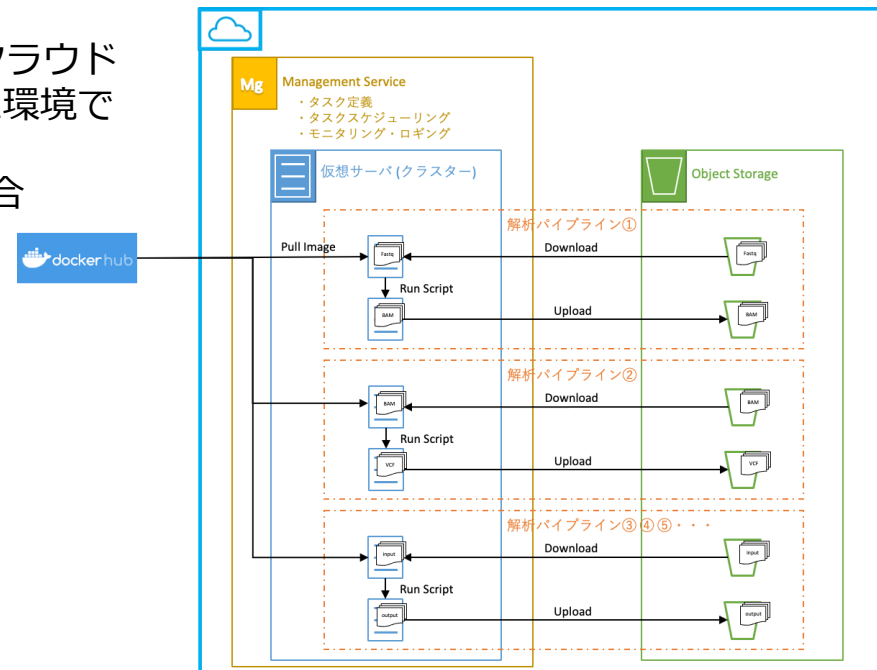 クラウド
環境で
合
Mg
Management Service
・タスク定義
・タスクスケジューリング
・モニタリング・ロギング
仮想サーバ (クラスター)
Object Storage
dockerhub
解析パイプライン①
Pull Image
Download
Fastq
Fastq
Run Script
Upload
BAM
BAM
解析パイプライン②
Download
BAM
BAM
Run Script
Upload
VCF
VCF
解析パイプライン③④⑤・・・
Download
input
input
Run Script
Upload
output
output